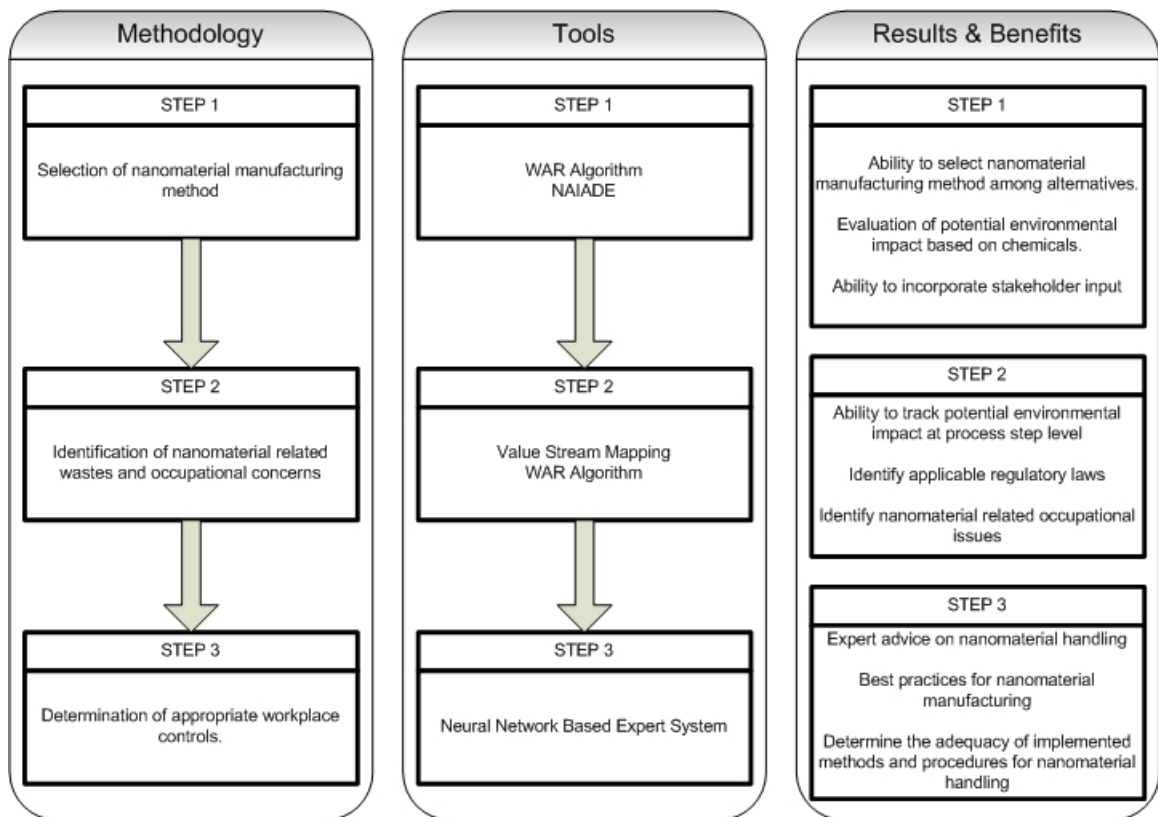 Methodology
STEP 1
Selection of nanomaterial manufacturing
method
STEP 2
Identification of nanomaterial related
wastes and occupational concerns
STEP 3
Determination of appropriate workplace
controls.
Tools
STEP 1
WAR Algorithm
NAIADE
STEP 2
Value Stream Mapping
WAR Algorithm
STEP 3
Neural Network Based Expert System
Results & Benefits
STEP 1
Ability to select nanomaterial
manufacturing method among alternatives.
Evaluation of potential environmental
impact based on chemicals.
Ability to incorporate stakeholder input
STEP 2
Ability to track potential environmental
impact at process step level
Identify applicable regulatory laws
Identify nanomaterial related occupational
issues
STEP 3
Expert advice on nanomaterial handling
Best practices for nanomaterial
manufacturing
Determine the adequacy of implemented
methods and procedures for nanomaterial
handling